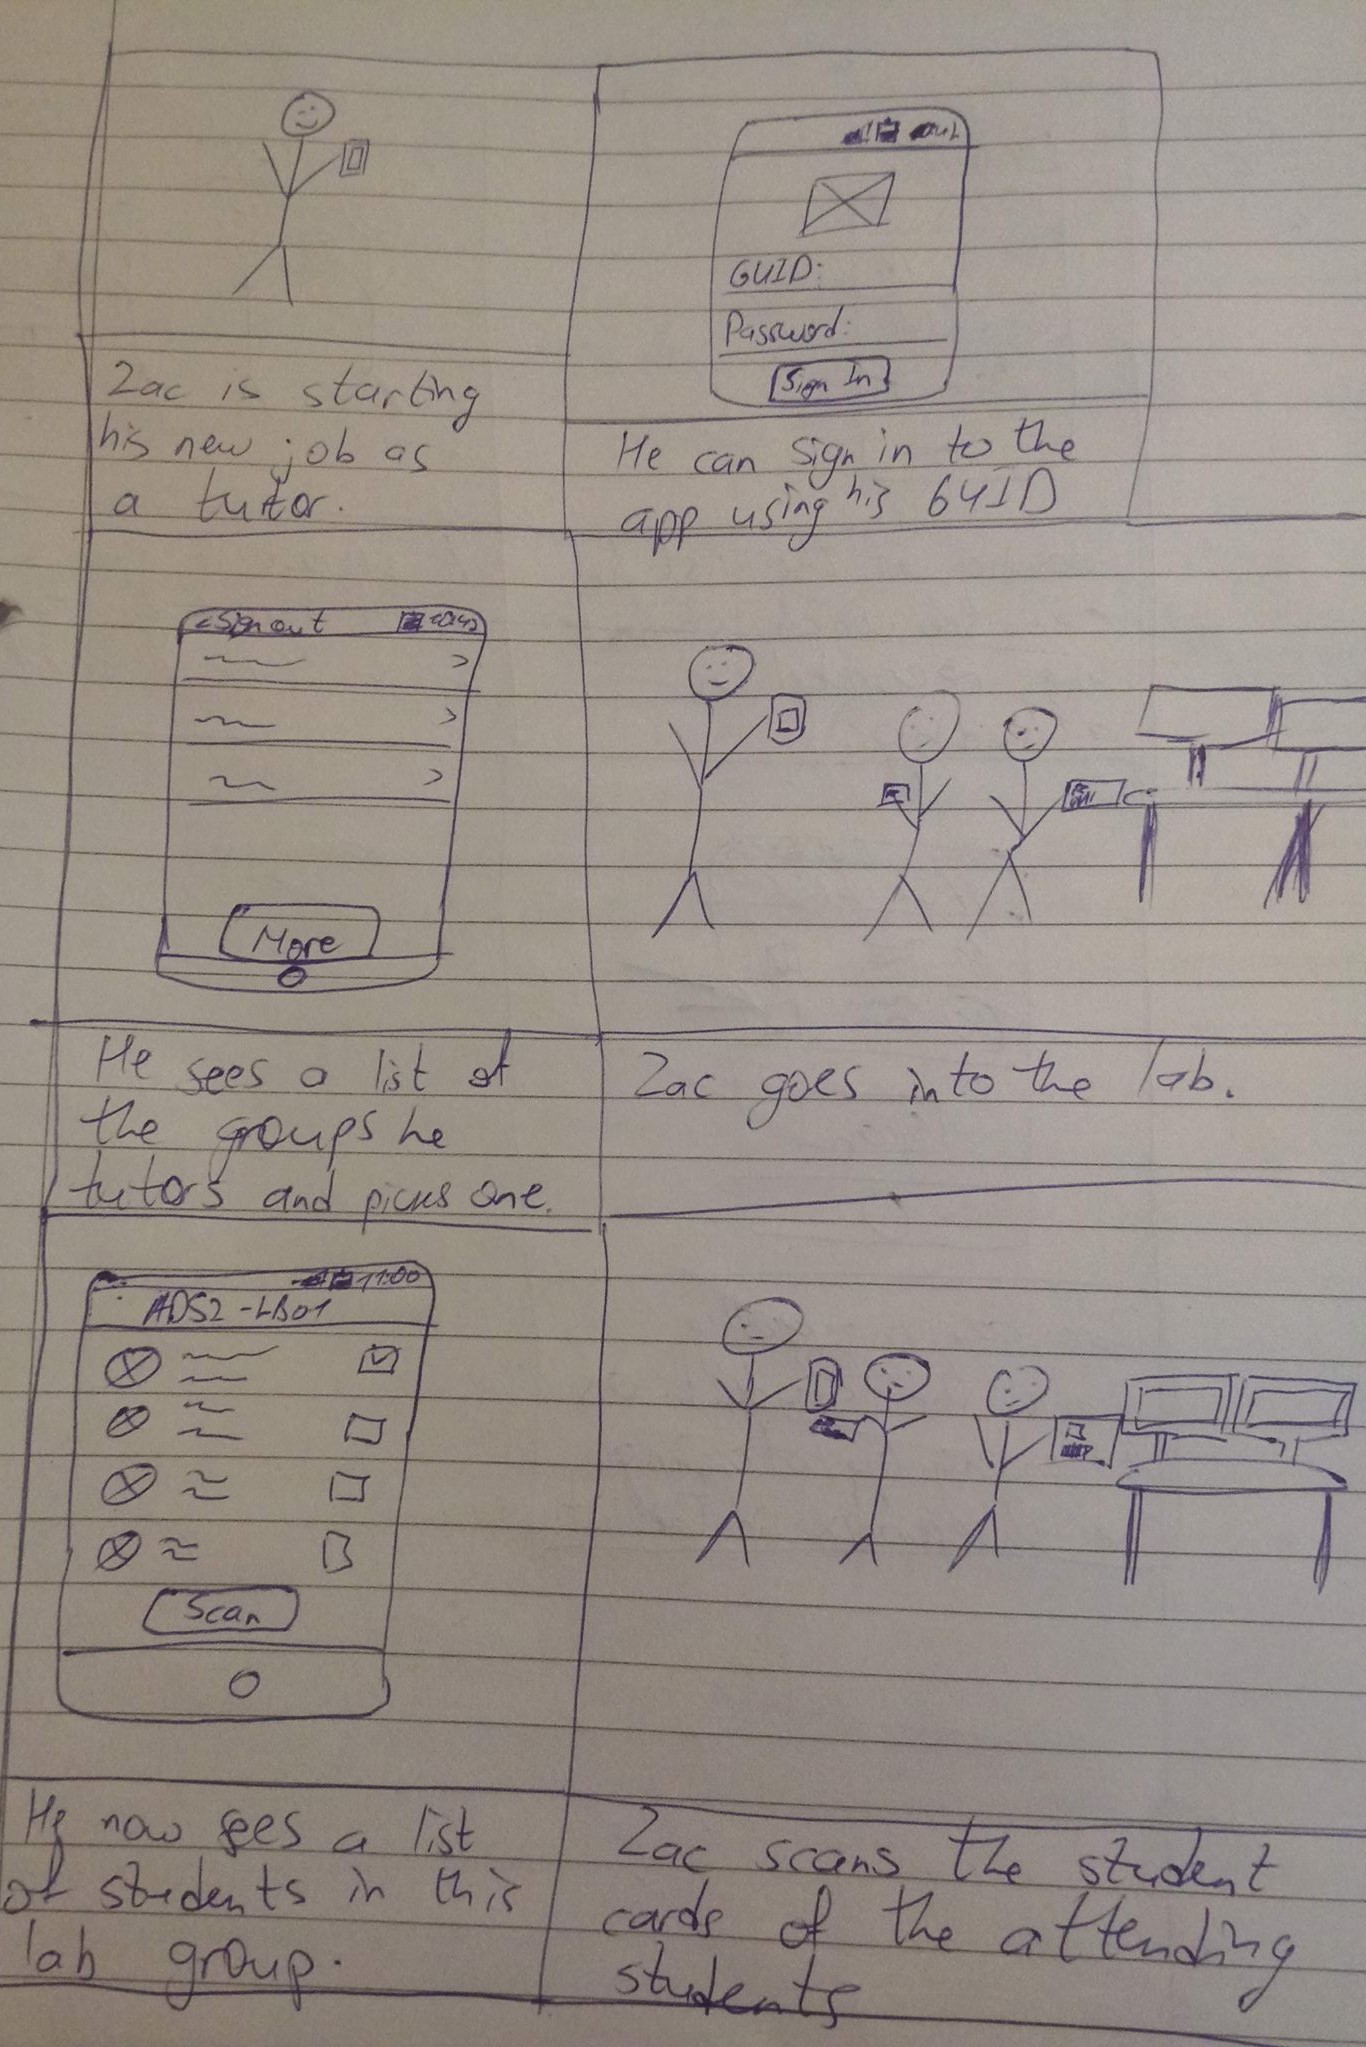 GUID:
Password:
Sign In
Zac is starting
his new job as
a tutor.
He can sign in to the
app using his GUID
<Sign out
More
He sees a list of
the groups he
tutors and picks one.
Zac goes into the lab.
11:00
ADS2-LB01
Scan
He now sees a list
of students in this
lab group.
Zac scans the student
cards of the attending
students